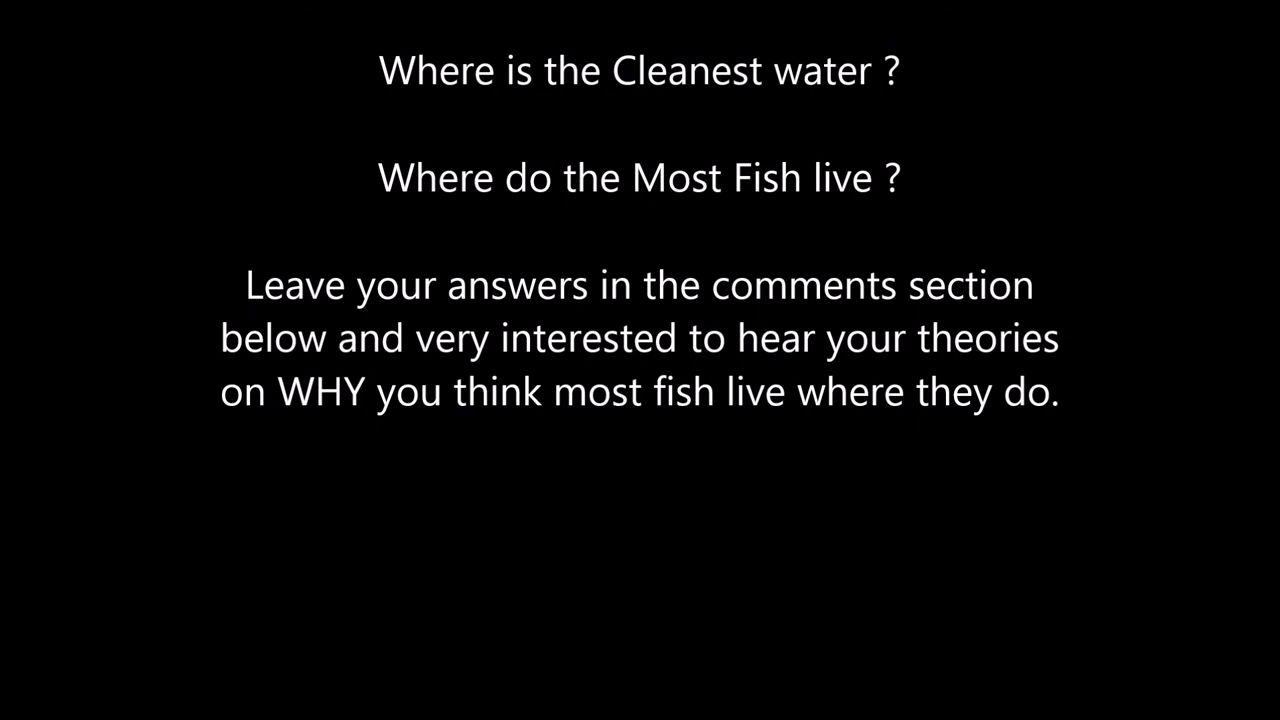 Where is the Cleanest water ?
Where do the Most Fish live ?
Leave your answers in the comments section
below and very interested to hear your theories
on WHY you think most fish live where they do.